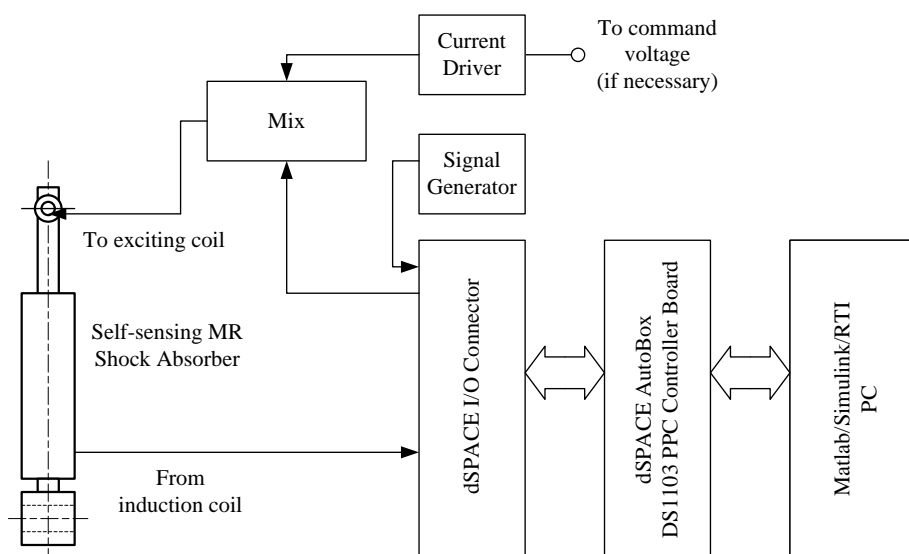 Current
Driver
To command
voltage
(if necessary)
Mix
Signal
Generator
To exciting coil
Self-sensing MR
Shock Absorber
From
induction coil
dSPACE I/O Connector
dSPACE AutoBox
DS1103 PPC Controller Board
Matlab/Simulink/RTI
PC